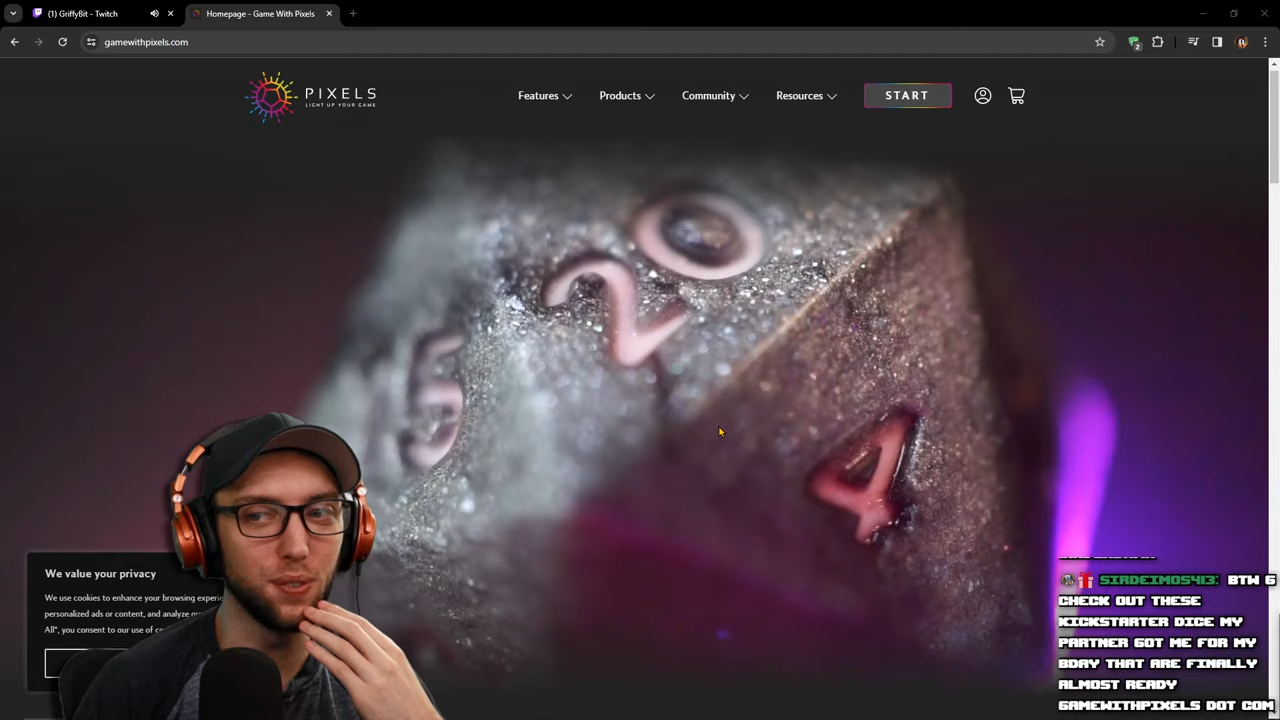 (1) GriffyBit - Twitch
Homepage - Game With Pixels
gamewithpixels.com
2
PIXELS
LIGHT UP YOUR GAME
Features
Products
Community
Resources
START
20
5
4
We value your privacy
We use cookies to enhance your browsing experie
personalized ads or content, and analyze o
All", you consent to our use of co
SIRDEIMOS413: BTW G
CHECK OUT THESE
KICKSTARTER DICE MY
PARTNER GOT ME FOR MY
BDAY THAT ARE FINALLY
ALMOST READY
GAMEWITHPIXELS DOT COM